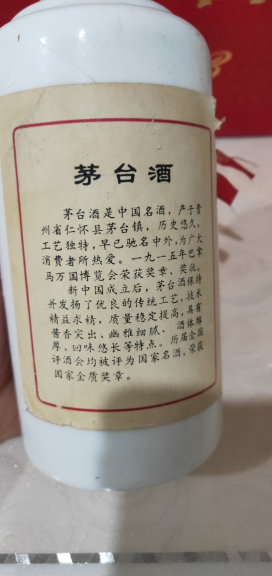 茅台酒
茅台酒是中国名酒，产于贵
州省仁怀县茅台镇，历史悠久，
工艺独特，早已驰名中外，为广大
消费者所热爱。一九一五年巴拿
马万国博览会荣获奖章、奖状。
新中国成立后，茅台酒保持
并发扬了优良的传统工艺，技术
精益求精，质量稳定提高，具有
酱香突出、幽雅细腻、酒体醇
厚、回味悠长等特点。历届全国
评酒会均被评为国家名酒，荣获
国家金质奖章。